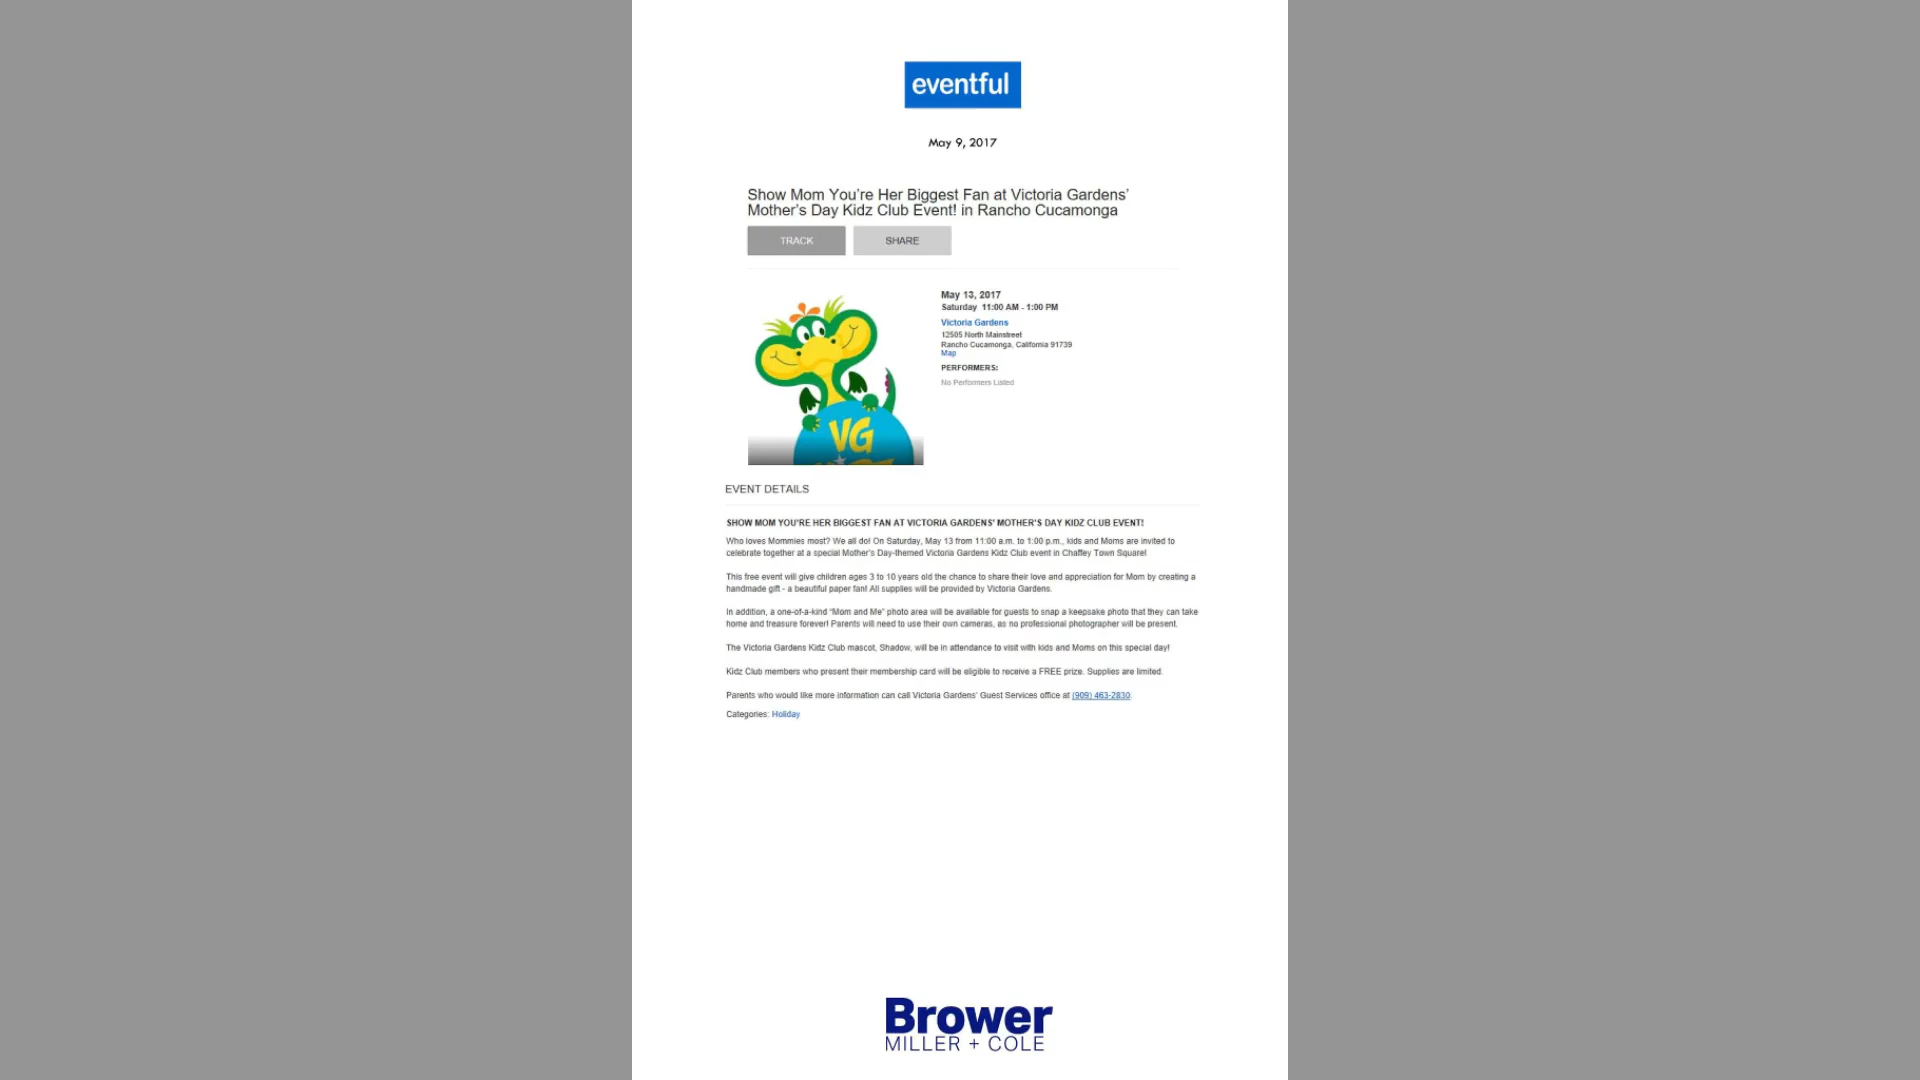 eventful
May 9, 2017
Show Mom You're Her Biggest Fan at Victoria Gardens'
Mother's Day Kidz Club Event! in Rancho Cucamonga
TRACK
SHARE
May 13, 2017
Saturday 11:00 AM - 1:00 PM
Victoria Gardens
12505 North Mainstreet
Rancho Cucamonga, California 91739
Map
PERFORMERS:
No Performers Listed
VG
EVENT DETAILS
SHOW MOM YOU'RE HER BIGGEST FAN AT VICTORIA GARDENS' MOTHER'S DAY KIDZ CLUB EVENT!
Who loves Mommies most? We all do! On Saturday, May 13 from 11:00 a.m. to 1:00 p.m., kids and Moms are invited to
celebrate together at a special Mother's Day-themed Victoria Gardens Kidz Club event in Chaffey Town Square!
This free event will give children ages 3 to 10 years old the chance to share their love and appreciation for Mom by creating a
handmade gift - a beautiful paper fan! All supplies will be provided by Victoria Gardens.
In addition, a one-of-a-kind "Mom and Me" photo area will be available for guests to snap a keepsake photo that they can take
home and treasure forever! Parents will need to use their own cameras, as no professional photographer will be present.
The Victoria Gardens Kidz Club mascot, Shadow, will be in attendance to visit with kids and Moms on this special day!
Kidz Club members who present their membership card will be eligible to receive a FREE prize. Supplies are limited.
Parents who would like more information can call Victoria Gardens' Guest Services office at (909) 463-2830.
Categories: Holiday
Brower
MILLER + COLE